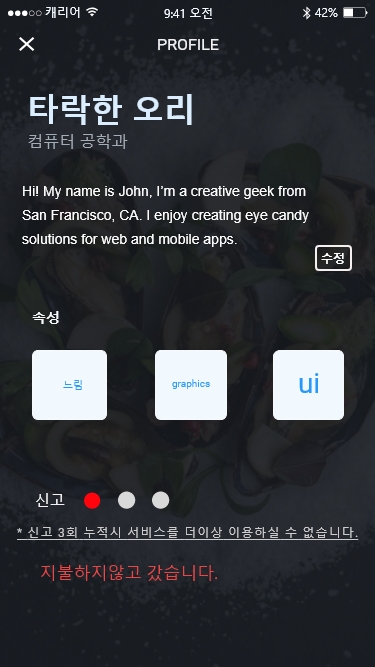 캐리어 9:41 오전 42%
PROFILE
타락한 오리
컴퓨터 공학과
Hi! My name is John, I'm a creative geek from
San Francisco, CA. I enjoy creating eye candy
solutions for web and mobile apps.
수정
속성
느림 graphics ui
신고
* 신고 3회 누적시 서비스를 더이상 이용하실 수 없습니다.
지불하지않고 갔습니다.